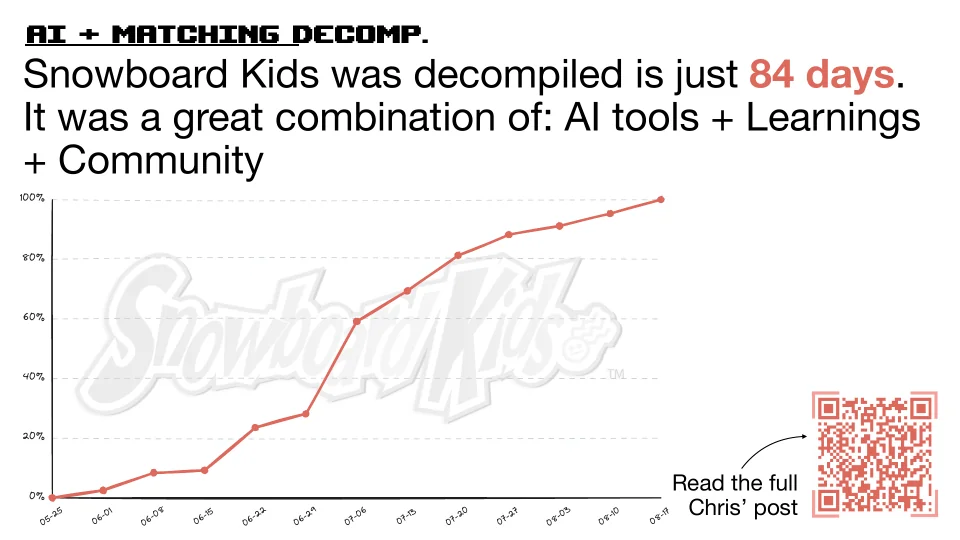 AI + MATCHING DECOMP.
Snowboard Kids was decompiled is just 84 days.
It was a great combination of: AI tools + Learnings
+ Community
100%
80%
60%
40%
20%
0%
Snowboard Kids
TM
05-25
06-01
06-08
06-15
06-22
06-29
07-06
07-13
07-20
07-27
08-03
08-10
08-17
Read the full
Chris’ post